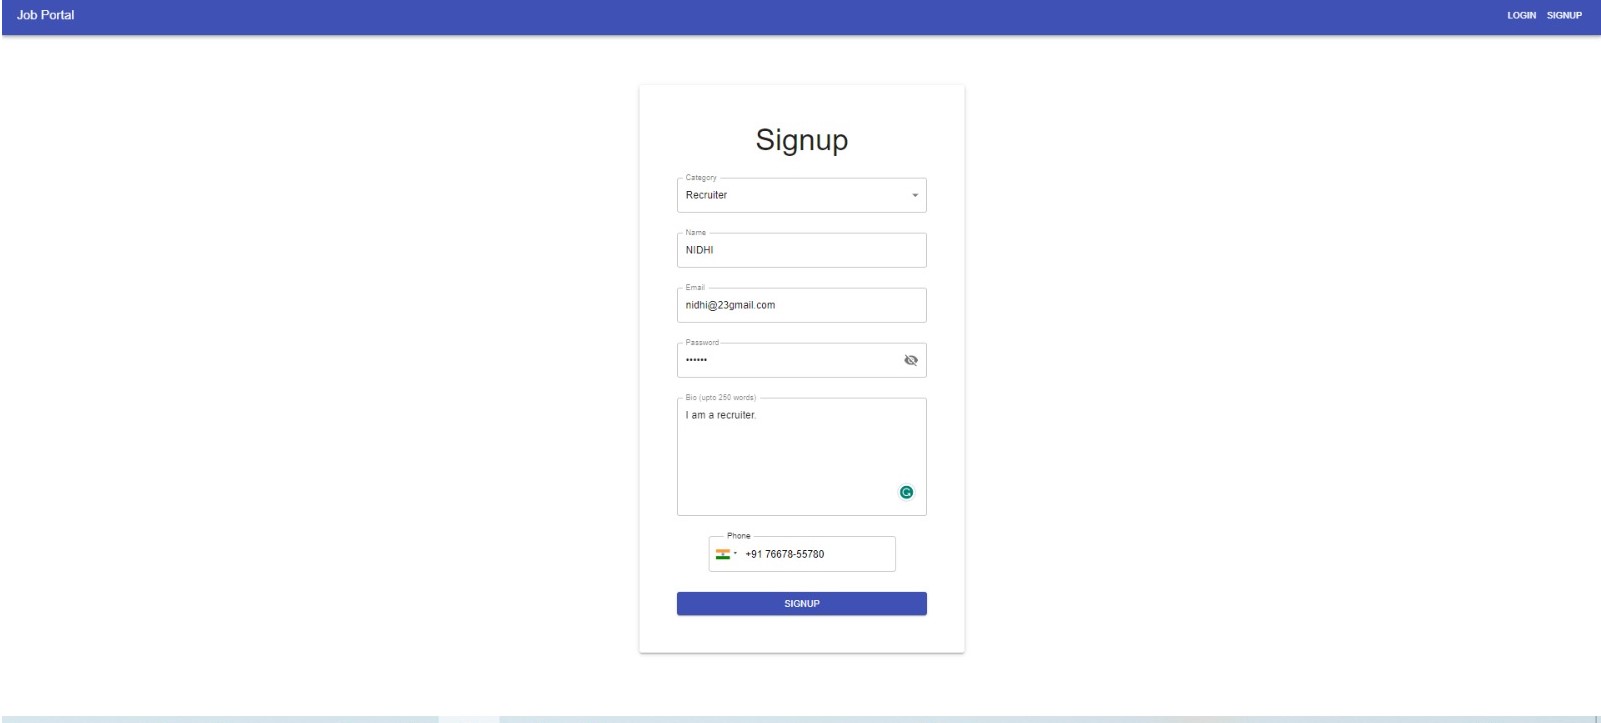 Job Portal
LOGIN SIGNUP
Signup
Category
Recruiter
Name
NIDHI
Email
nidhi@23gmail.com
Password
••••••
Bio (upto 250 words)
I am a recruiter.
Phone
+91 76678-55780
SIGNUP